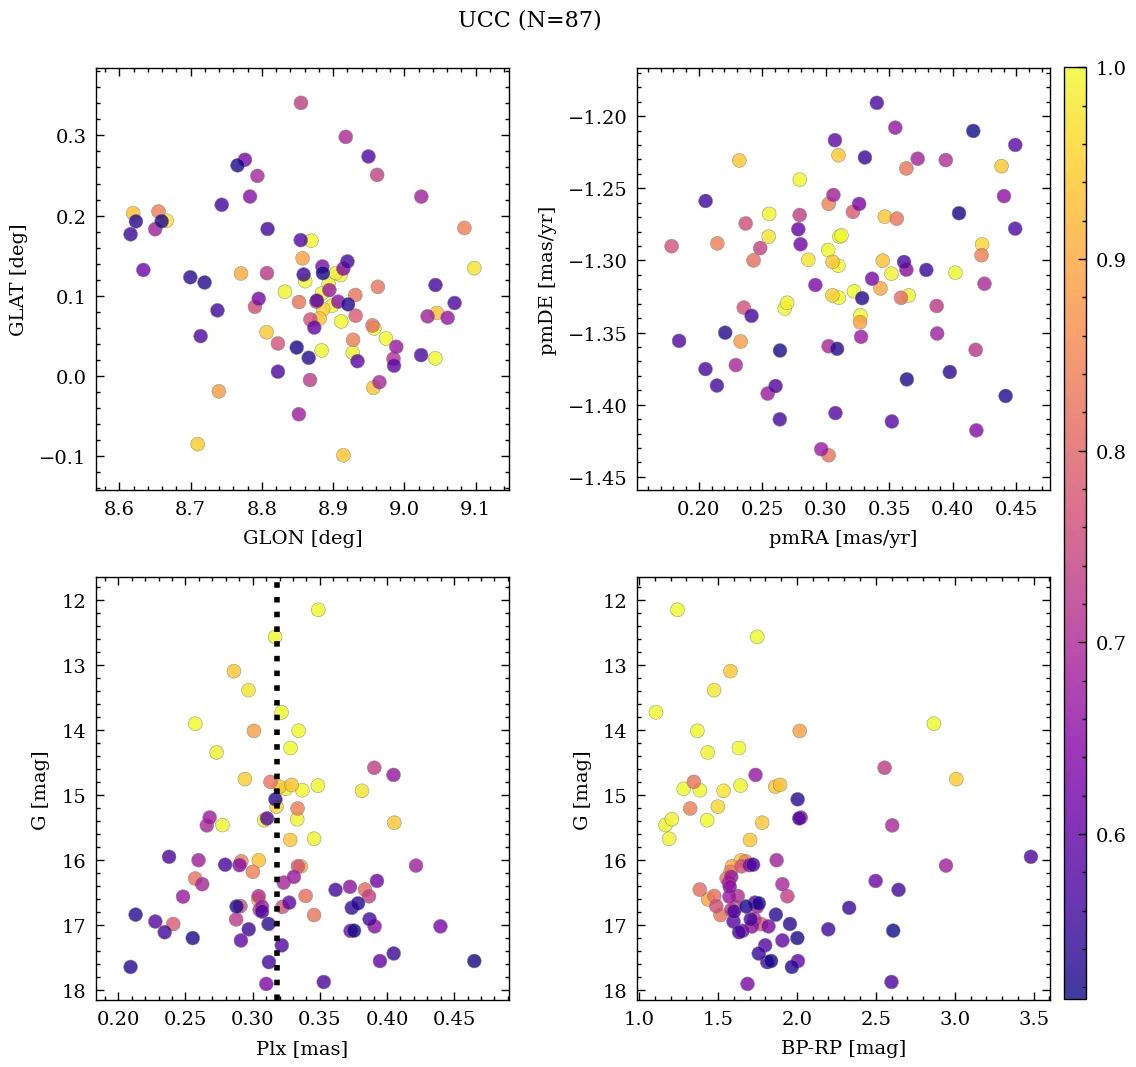 UCC (N=87)
0.3
0.2
0.1
0.0
−0.1
GLAT [deg]
8.6 8.7 8.8 8.9 9.0 9.1
GLON [deg]
−1.20
−1.25
−1.30
−1.35
−1.40
−1.45
pmDE [mas/yr]
0.20 0.25 0.30 0.35 0.40 0.45
pmRA [mas/yr]
12
13
14
15
16
17
18
G [mag]
0.20 0.25 0.30 0.35 0.40 0.45
Plx [mas]
12
13
14
15
16
17
18
G [mag]
1.0 1.5 2.0 2.5 3.0 3.5
BP-RP [mag]
1.0
0.9
0.8
0.7
0.6